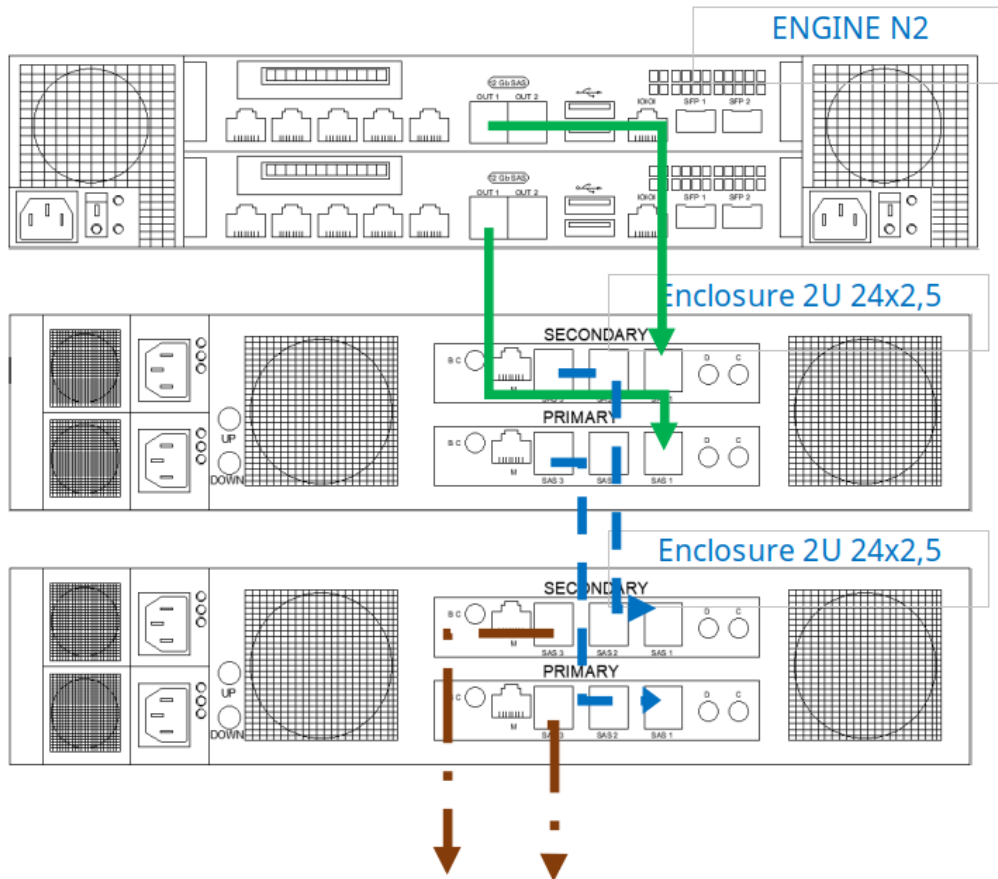 ENGINE N2
12 Gb SAS
OUT 1 OUT 2
IOIOI
SFP 1 SFP 2
12 Gb SAS
OUT 1 OUT 2
IOIOI
SFP 1 SFP 2
Enclosure 2U 24x2,5
SECONDARY
B C
D C
M
SAS 1
PRIMARY
UP
B C
D C
M
DOWN
SAS 3 SAS 2 SAS 1
Enclosure 2U 24x2,5
SECONDARY
B C
D C
M
SAS 3 SAS 2 SAS 1
PRIMARY
UP
C
D C
M
DOWN
SAS 2 SAS 1